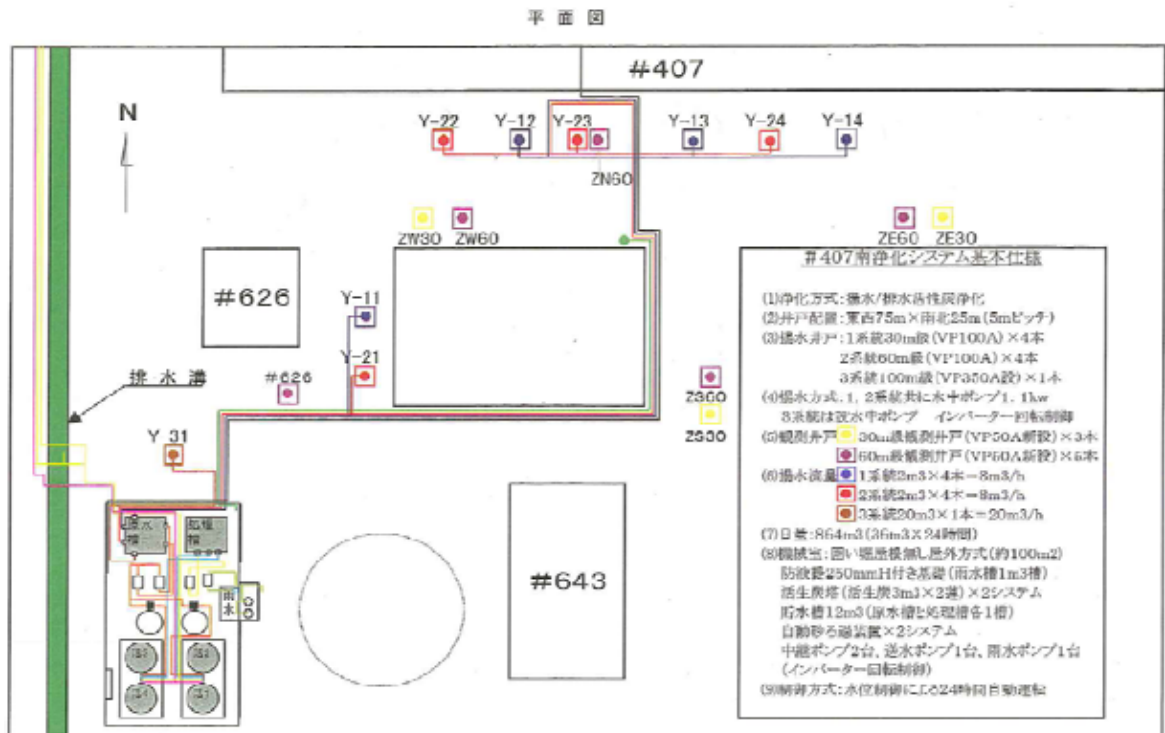 平面図
#407
N
Y-22 Y-12 Y-23 Y-13 Y-24 Y-14
ZN60
ZW30 ZW60
ZE60 ZE30
#626
Y-11
Y-21
#626
排水溝
Y-31
ZS60
ZS30
#643
原水槽
処理槽
雨水
#407南浄化システム基本仕様
(1)浄化方式:揚水/排水活性炭浄化
(2)井戸配置:東西75m×南北25m(5mピッチ)
(3)揚水井戸:1系統30m級(VP100A)×4本
2系統60m級(VP100A)×4本
3系統100m級(VP350A設)×1本
(4)揚水方式:1,2系統共に水中ポンプ1.1kw
3系統は 水中ポンプ インバーター回転制御
(5)観測井戸 30m級観測井戸(VP50A新設)×3本
60m級観測井戸(VP50A新設)×5本
(6)揚水流量 1系統2m3×4本=8m3/h
2系統2m3×4本=8m3/h
3系統20m3×1本=20m3/h
(7)日量:864m3(36m3×24時間)
(8)機械室:囲い塀屋根無し屋外方式(約100m2)
防液堤250mmH付き基礎(雨水槽1m3槽)
活性炭塔(活性炭3m3×2連)×2システム
貯水槽12m3(原水槽と処理槽各1槽)
自動砂ろ過装置×2システム
中継ポンプ2台、送水ポンプ1台、雨水ポンプ1台
(インバーター回転制御)
(9)制御方式:水位制御による24時間自動運転